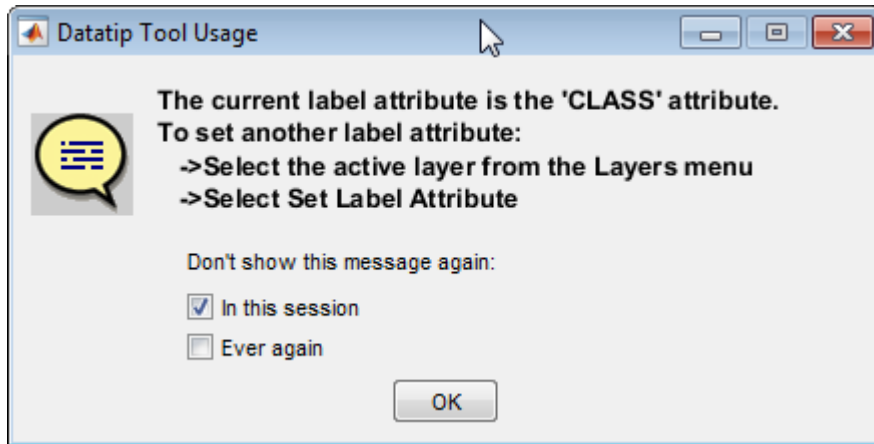 Datatip Tool Usage
The current label attribute is the 'CLASS' attribute.
To set another label attribute:
->Select the active layer from the Layers menu
->Select Set Label Attribute
Don't show this message again:
In this session
Ever again
OK